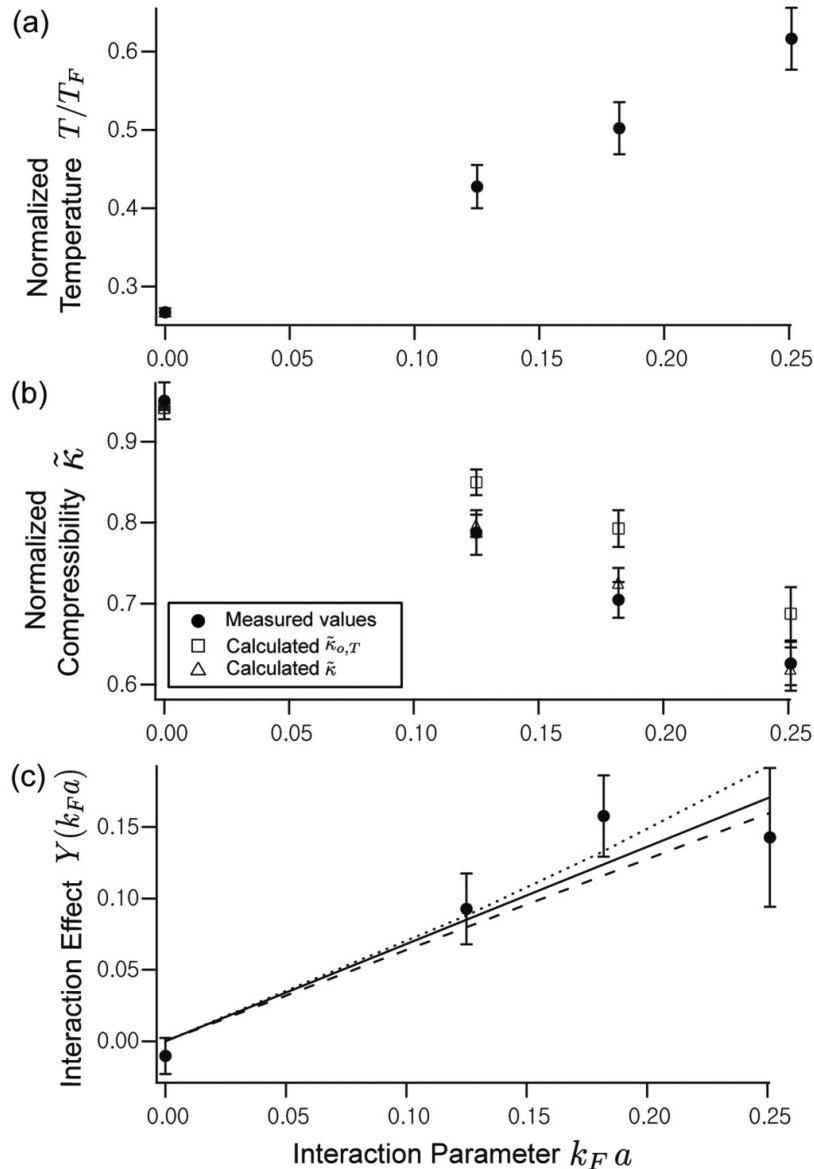 (a)
Normalized
Temperature T/T_F
0.6
0.5
0.4
0.3
0.00 0.05 0.10 0.15 0.20 0.25
(b)
Normalized
Compressibility κ̃
0.9
0.8
0.7
0.6
Measured values
Calculated κ̃_{o,T}
Calculated κ̃
0.00 0.05 0.10 0.15 0.20 0.25
(c)
Interaction Effect Y(k_F a)
0.15
0.10
0.05
0.00
0.00 0.05 0.10 0.15 0.20 0.25
Interaction Parameter k_F a